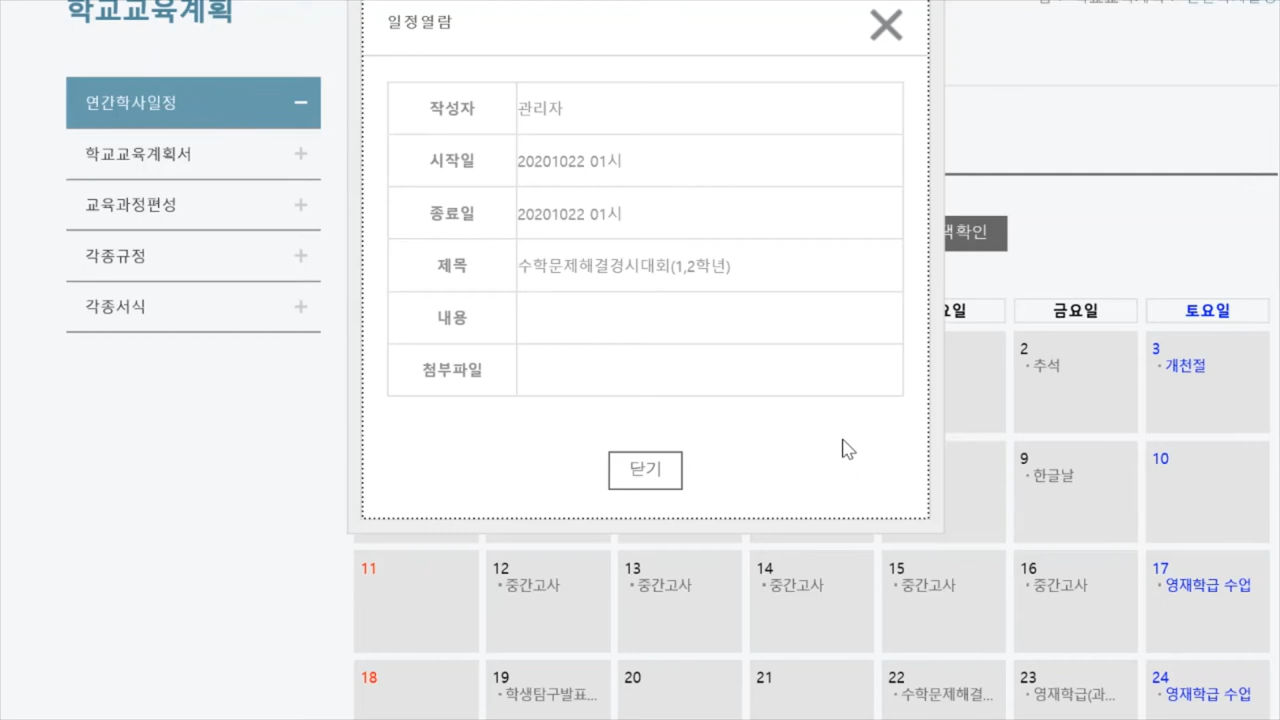 학교교육계획
연간학사일정
학교교육계획서
교육과정편성
각종규정
각종서식
일정열람
작성자 관리자
시작일 20201022 01시
종료일 20201022 01시
제목 수학문제해결경시대회(1,2학년)
내용
첨부파일
닫기
확인
요일 금요일 토요일
2 3
· 추석 · 개천절
9 10
· 한글날
11 12 13 14 15 16 17
· 중간고사 · 중간고사 · 중간고사 · 중간고사 · 중간고사 · 영재학급 수업
18 19 20 21 22 23 24
· 학생탐구발표... · 수학문제해결... · 영재학급(과... · 영재학급 수업